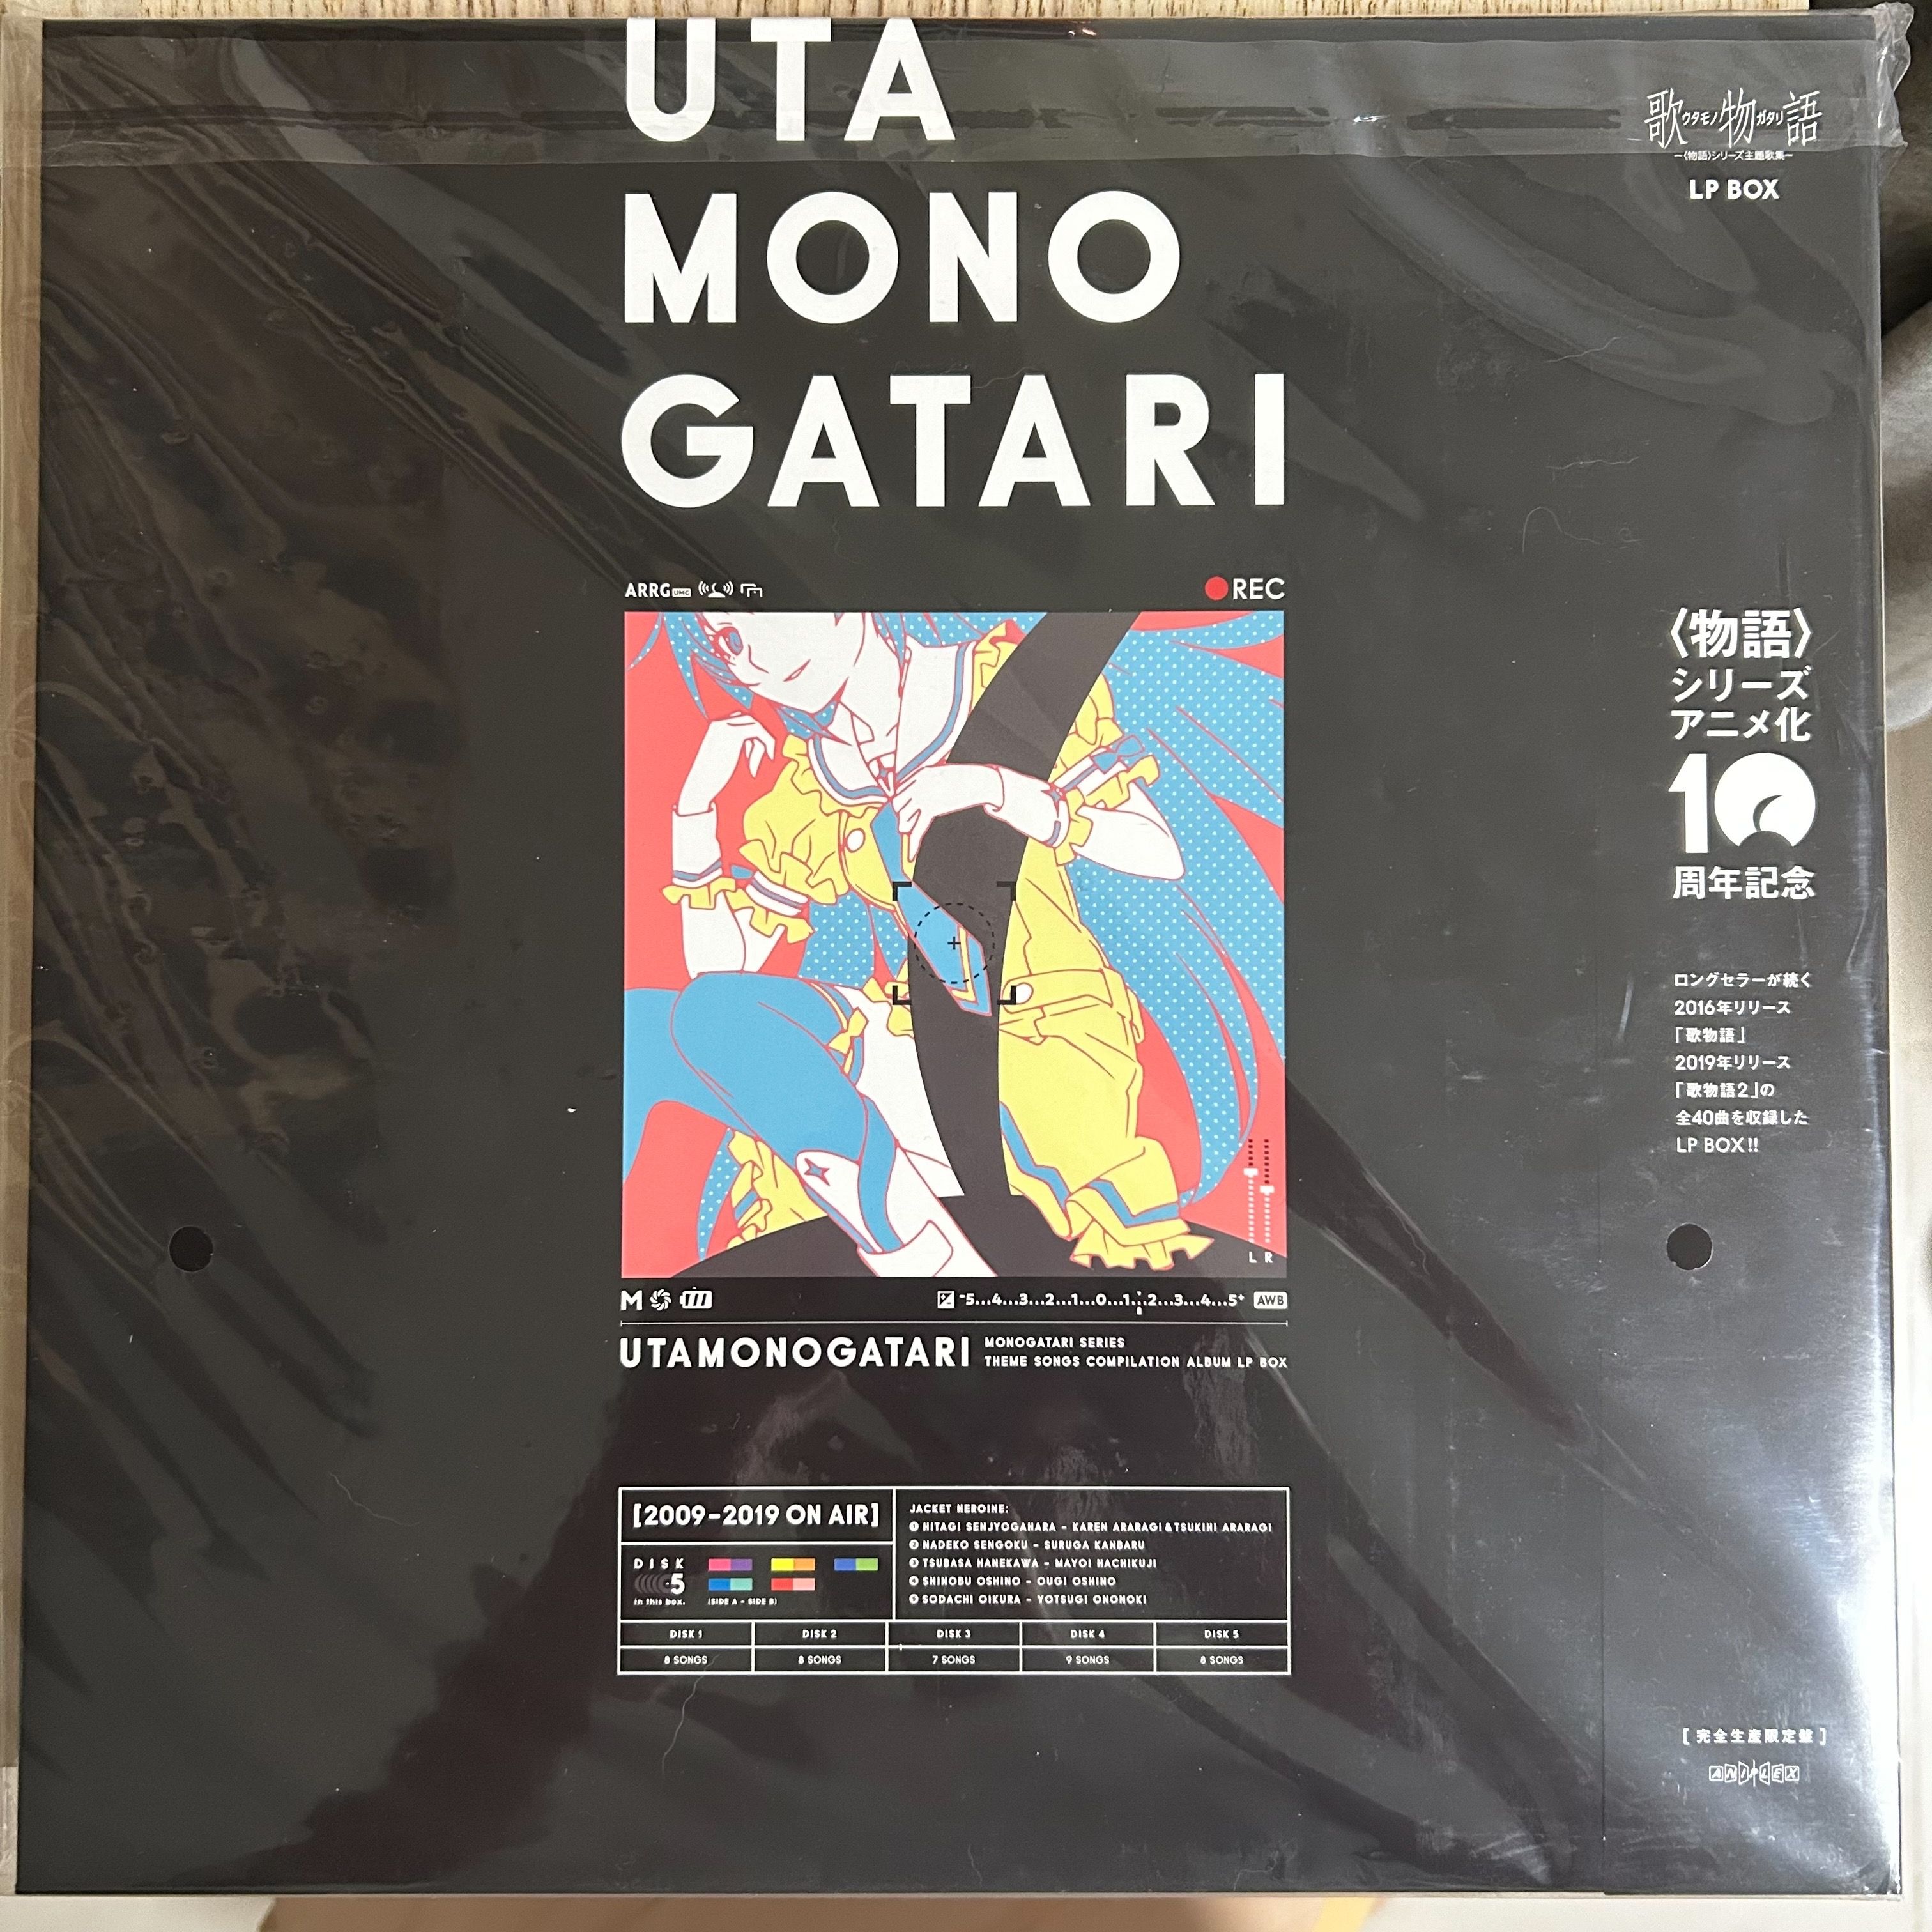 UTA
MONO
GATARI
歌ウタモノ物ガタリ語
―〈物語〉シリーズ主題歌集―
LP BOX
ARRG UMG
REC
〈物語〉
シリーズ
アニメ化
10
周年記念
ロングセラーが続く
2016年リリース
「歌物語」
2019年リリース
「歌物語2」の
全40曲を収録した
LP BOX!!
L R
M
-5...4...3...2...1...0...1...2...3...4...5+ AWB
UTAMONOGATARI
MONOGATARI SERIES
THEME SONGS COMPILATION ALBUM LP BOX
[2009-2019 ON AIR]
DISK
5
in this box.
(SIDE A - SIDE B)
JACKET HEROINE:
❶ HITAGI SENJYOGAHARA - KAREN ARARAGI & TSUKIHI ARARAGI
❷ NADEKO SENGOKU - SURUGA KANBARU
❸ TSUBASA HANEKAWA - MAYOI HACHIKUJI
❹ SHINOBU OSHINO - OUGI OSHINO
❺ SODACHI OIKURA - YOTSUGI ONONOKI
DISK 1 DISK 2 DISK 3 DISK 4 DISK 5
8 SONGS 8 SONGS 7 SONGS 9 SONGS 8 SONGS
[完全生産限定盤]
ANIPLEX